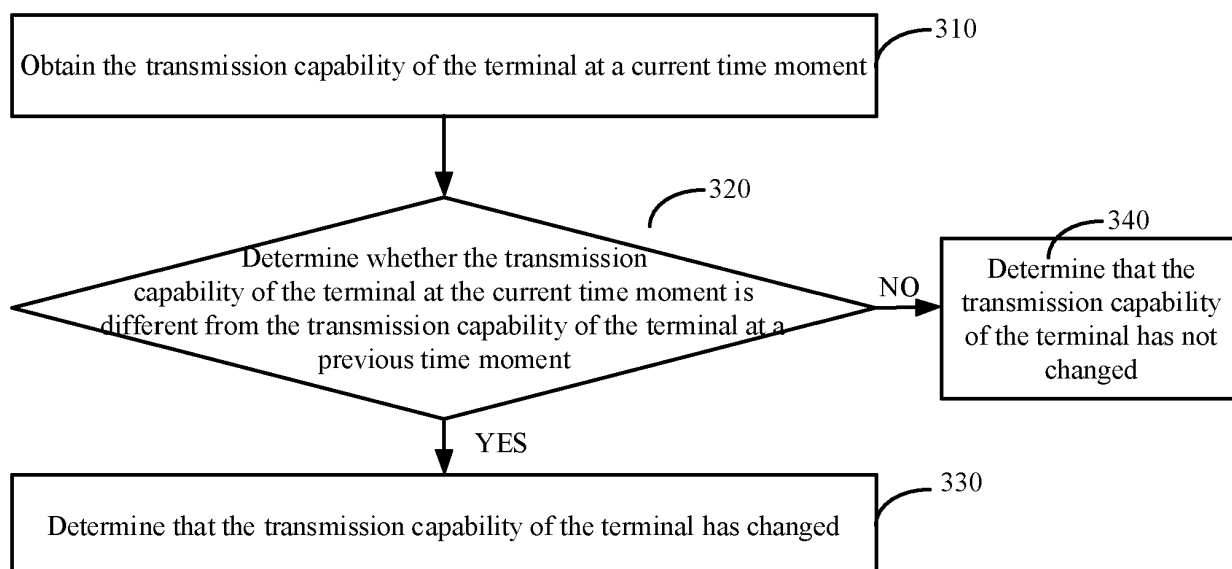 310
Obtain the transmission capability of the terminal at a current time moment
320
Determine whether the transmission
capability of the terminal at the current time moment is
different from the transmission capability of the terminal at a
previous time moment
NO
340
Determine that the
transmission capability
of the terminal has not
changed
YES
330
Determine that the transmission capability of the terminal has changed